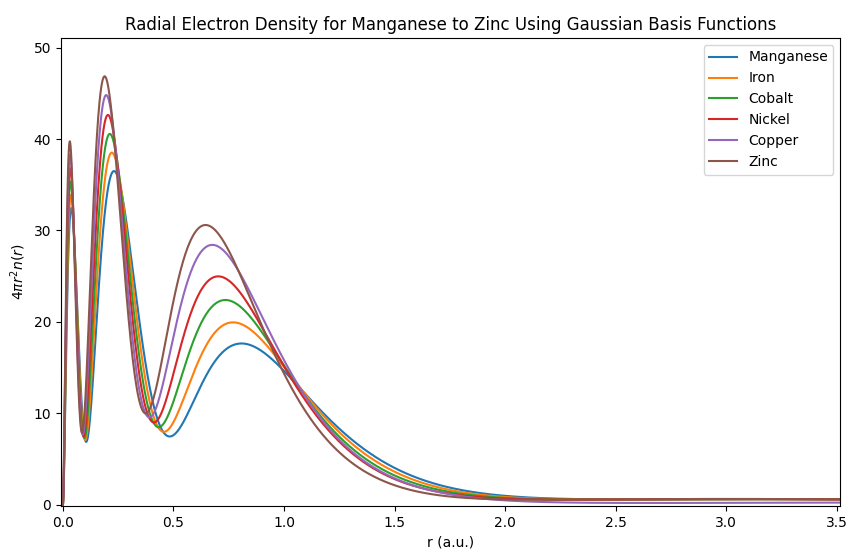 Radial Electron Density for Manganese to Zinc Using Gaussian Basis Functions
50
40
30
20
10
0
4πr²n(r)
Manganese
Iron
Cobalt
Nickel
Copper
Zinc
0.0 0.5 1.0 1.5 2.0 2.5 3.0 3.5
r (a.u.)